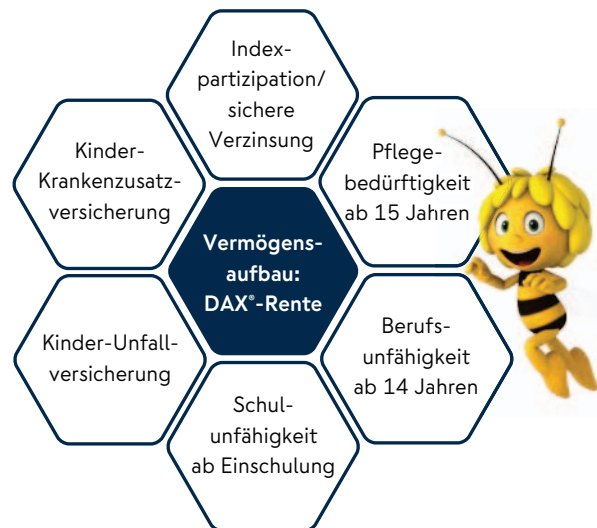 Index-
partizipation/
sichere
Verzinsung
Kinder-
Krankenzusatz-
versicherung
Pflege-
bedürftigkeit
ab 15 Jahren
Vermögens-
aufbau:
DAX®-Rente
Kinder-Unfall-
versicherung
Berufs-
unfähigkeit
ab 14 Jahren
Schul-
unfähigkeit
ab Einschulung